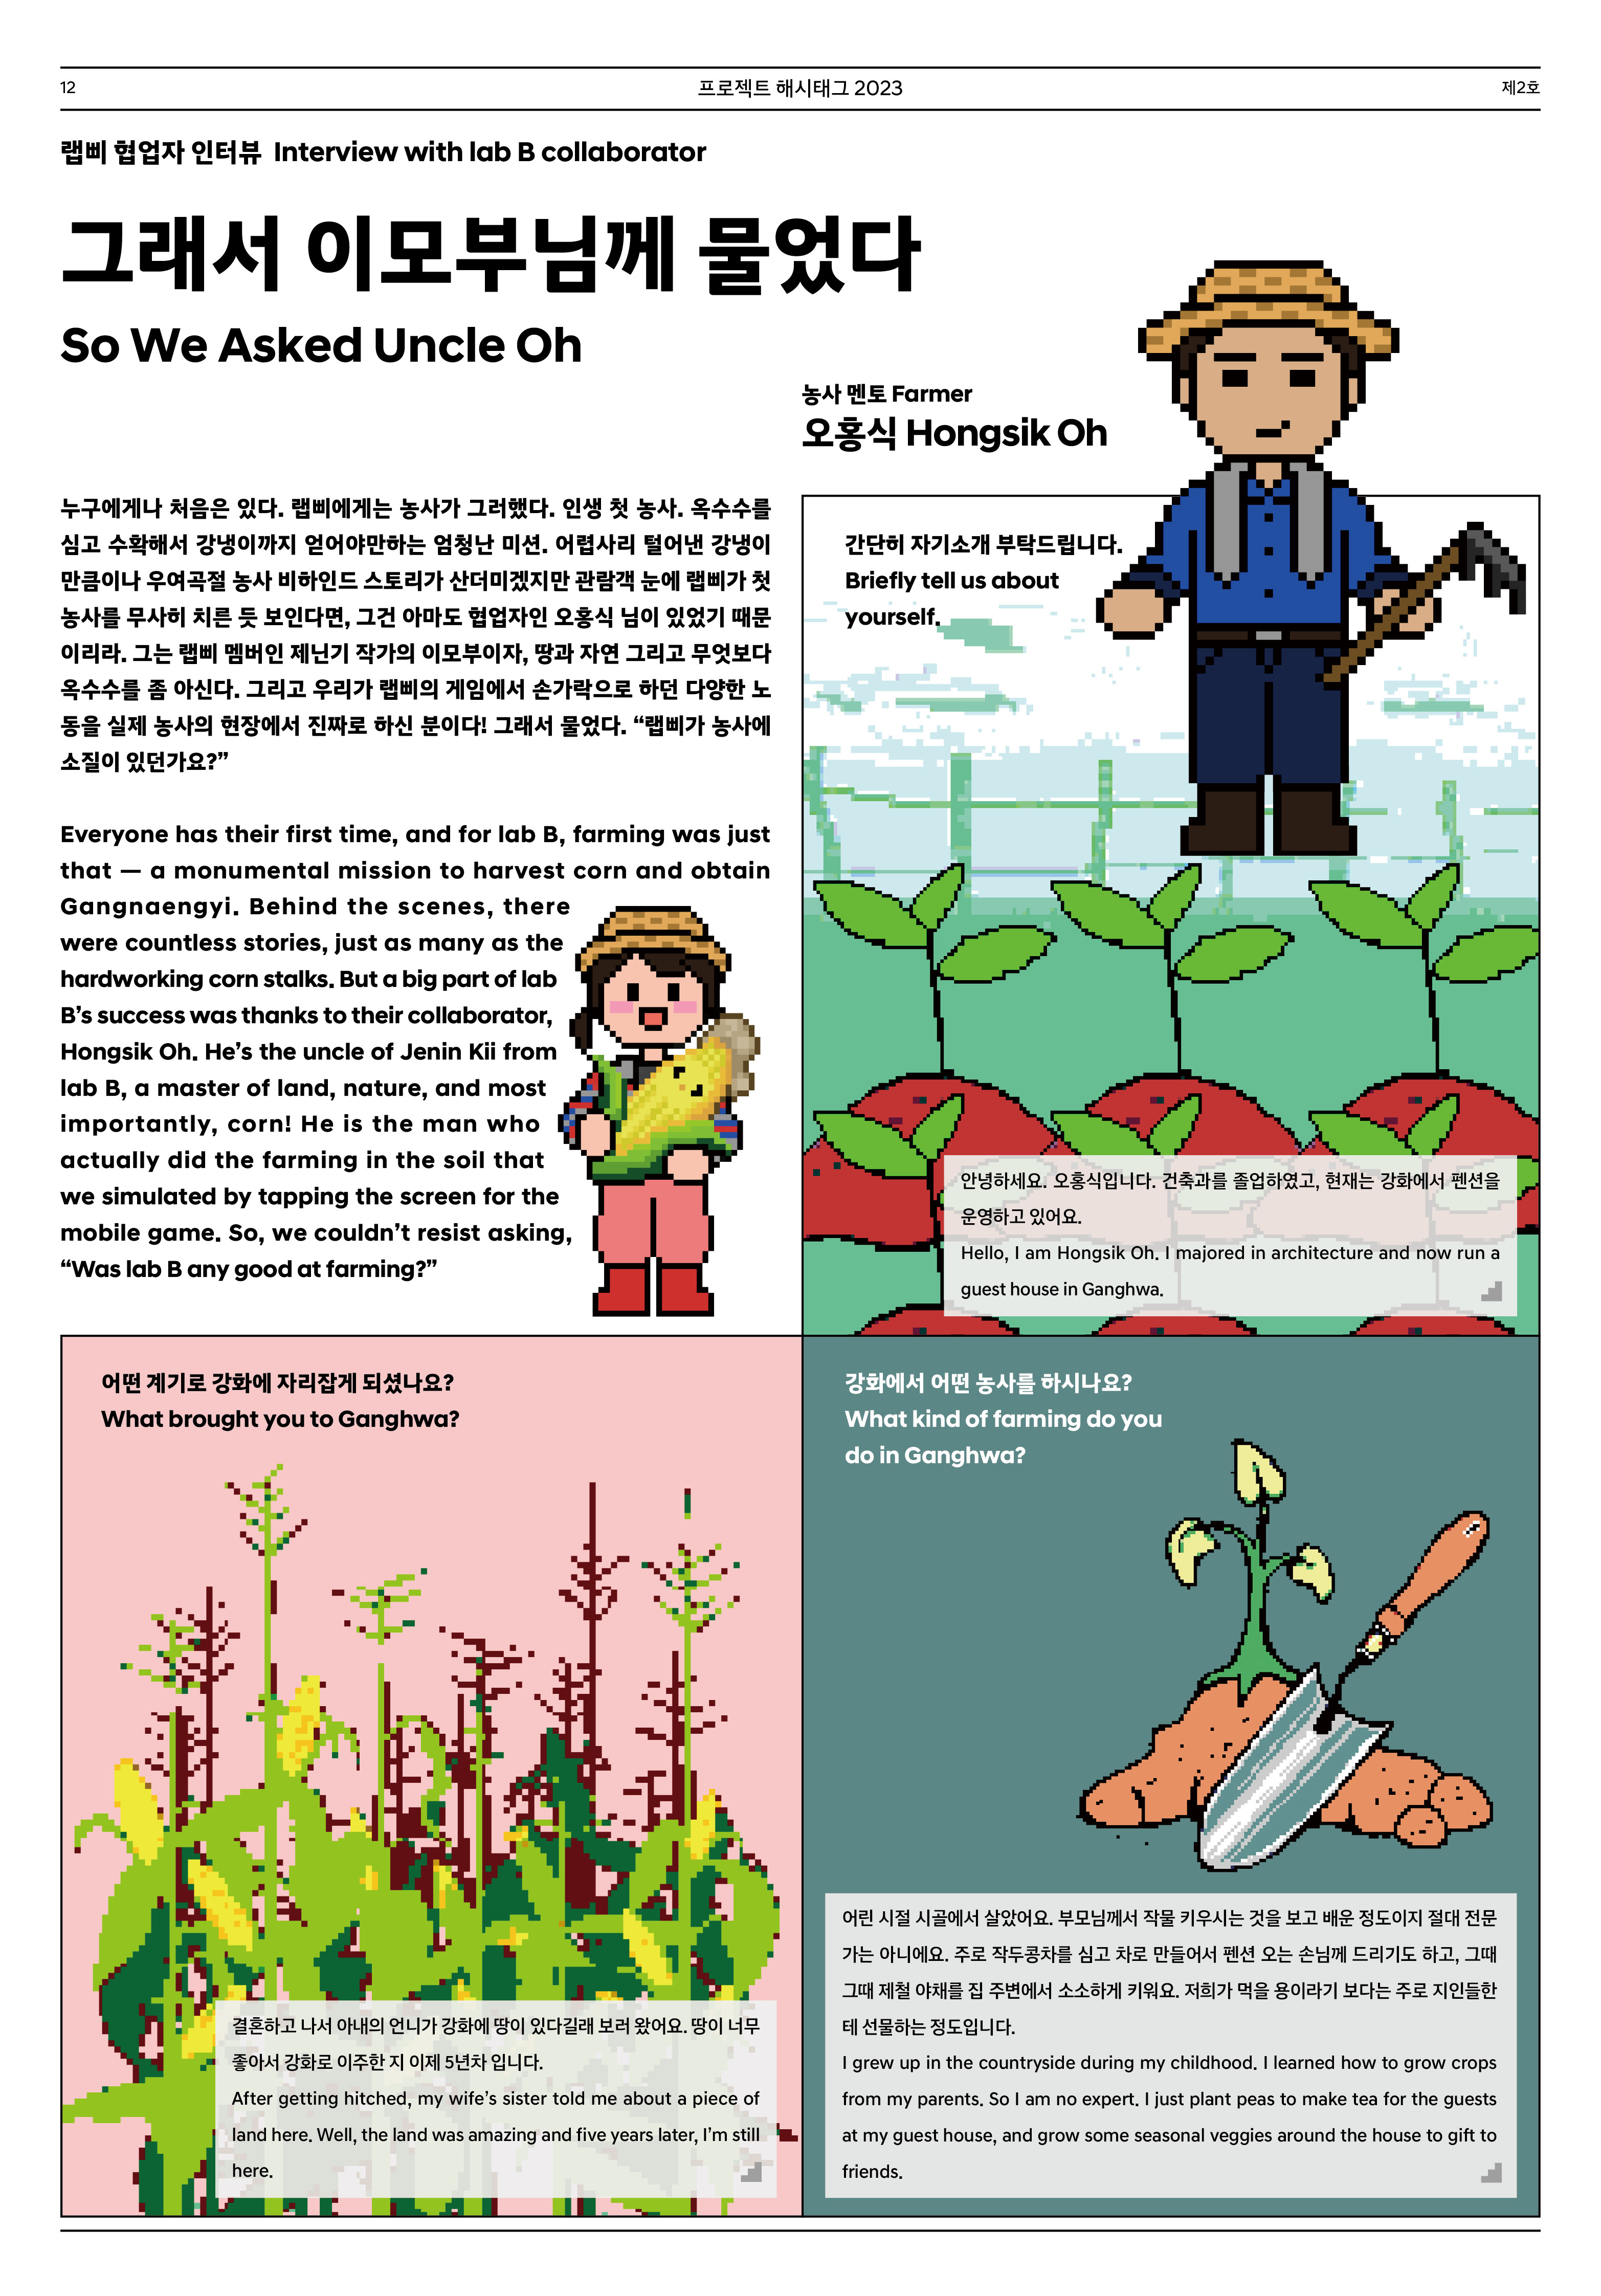 12
프로젝트 해시태그 2023
제2호
랩삐 협업자 인터뷰 Interview with lab B collaborator
그래서 이모부님께 물었다
So We Asked Uncle Oh
농사 멘토 Farmer
오홍식 Hongsik Oh
누구에게나 처음은 있다. 랩삐에게는 농사가 그러했다. 인생 첫 농사. 옥수수를
심고 수확해서 강냉이까지 얻어야만하는 엄청난 미션. 어렵사리 털어낸 강냉이
만큼이나 우여곡절 농사 비하인드 스토리가 산더미겠지만 관람객 눈에 랩삐가 첫
농사를 무사히 치른 듯 보인다면, 그건 아마도 협업자인 오홍식 님이 있었기 때문
이리라. 그는 랩삐 멤버인 제닌기 작가의 이모부이자, 땅과 자연 그리고 무엇보다
옥수수를 좀 아신다. 그리고 우리가 랩삐의 게임에서 손가락으로 하던 다양한 노
동을 실제 농사의 현장에서 진짜로 하신 분이다! 그래서 물었다. “랩삐가 농사에
소질이 있던가요?”
Everyone has their first time, and for lab B, farming was just
that — a monumental mission to harvest corn and obtain
Gangnaengyi. Behind the scenes, there
were countless stories, just as many as the
hardworking corn stalks. But a big part of lab
B’s success was thanks to their collaborator,
Hongsik Oh. He’s the uncle of Jenin Kii from
lab B, a master of land, nature, and most
importantly, corn! He is the man who
actually did the farming in the soil that
we simulated by tapping the screen for the
mobile game. So, we couldn’t resist asking,
“Was lab B any good at farming?”
간단히 자기소개 부탁드립니다.
Briefly tell us about
yourself.
안녕하세요. 오홍식입니다. 건축과를 졸업하였고, 현재는 강화에서 펜션을
운영하고 있어요.
Hello, I am Hongsik Oh. I majored in architecture and now run a
guest house in Ganghwa.
어떤 계기로 강화에 자리잡게 되셨나요?
What brought you to Ganghwa?
결혼하고 나서 아내의 언니가 강화에 땅이 있다길래 보러 왔어요. 땅이 너무
좋아서 강화로 이주한 지 이제 5년차 입니다.
After getting hitched, my wife’s sister told me about a piece of
land here. Well, the land was amazing and five years later, I’m still
here.
강화에서 어떤 농사를 하시나요?
What kind of farming do you
do in Ganghwa?
어린 시절 시골에서 살았어요. 부모님께서 작물 키우시는 것을 보고 배운 정도이지 절대 전문
가는 아니에요. 주로 작두콩차를 심고 차로 만들어서 펜션 오는 손님께 드리기도 하고, 그때
그때 제철 야채를 집 주변에서 소소하게 키워요. 저희가 먹을 용이라기 보다는 주로 지인들한
테 선물하는 정도입니다.
I grew up in the countryside during my childhood. I learned how to grow crops
from my parents. So I am no expert. I just plant peas to make tea for the guests
at my guest house, and grow some seasonal veggies around the house to gift to
friends.